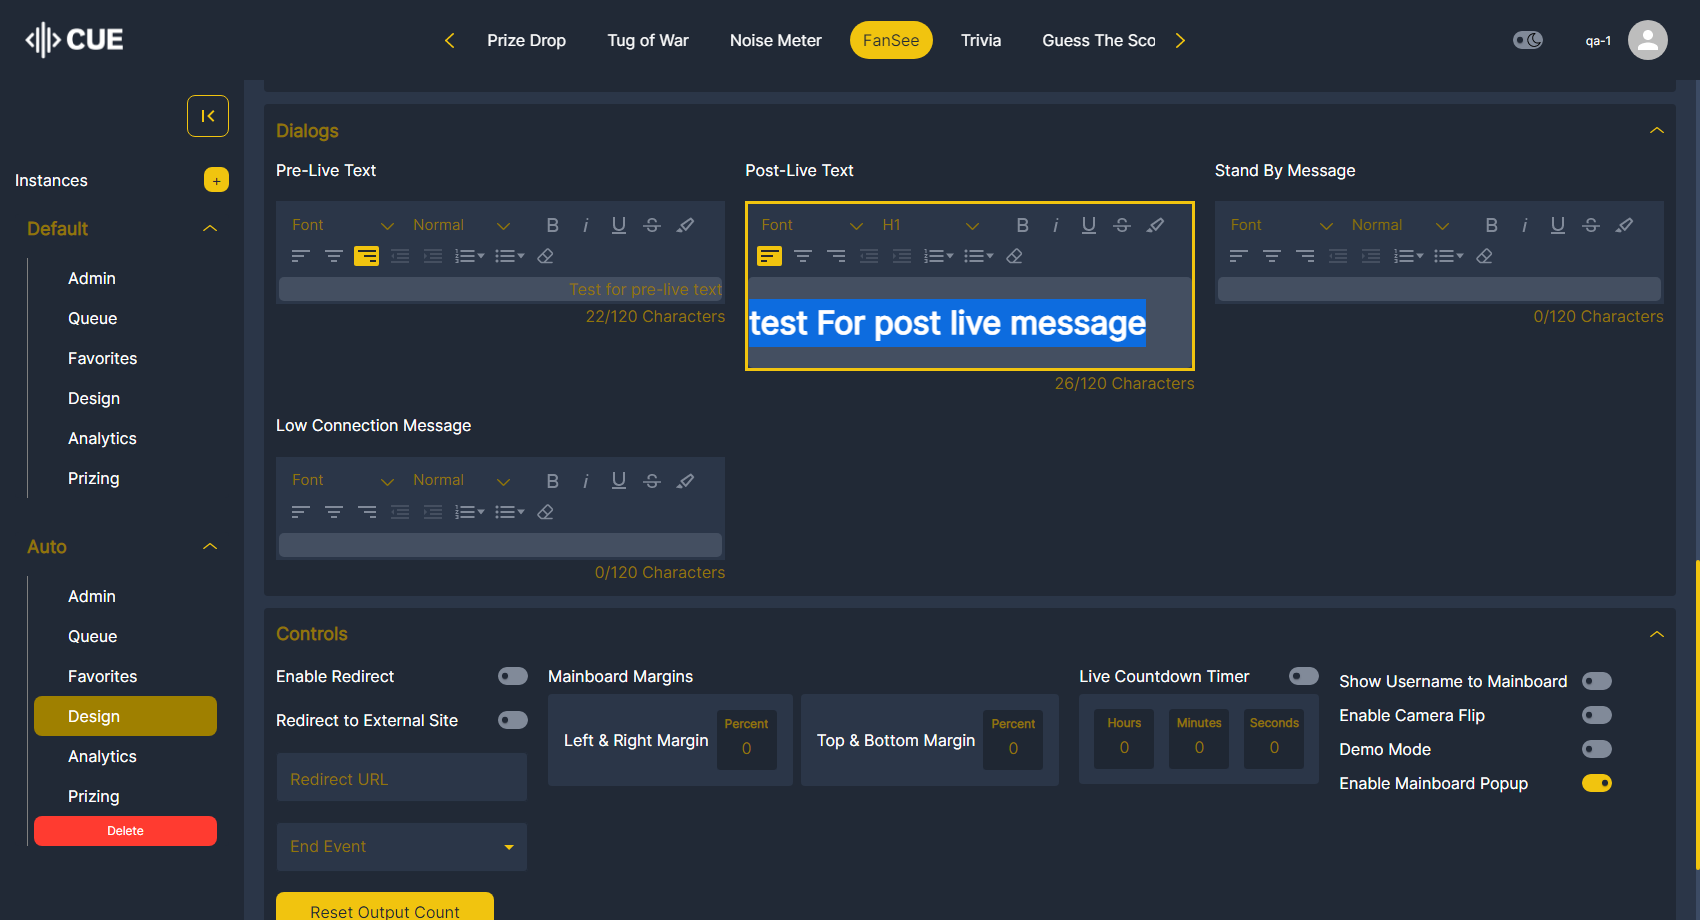 CUE
Prize Drop
Tug of War
Noise Meter
FanSee
Trivia
Guess The Sco
qa-1
Instances
+
Default
Admin
Queue
Favorites
Design
Analytics
Prizing
Auto
Admin
Queue
Favorites
Design
Analytics
Prizing
Delete
Dialogs
Pre-Live Text
Font Normal B i U S
Test for pre-live text
22/120 Characters
Post-Live Text
Font H1 B i U S
test For post live message
26/120 Characters
Stand By Message
Font Normal B i U S
0/120 Characters
Low Connection Message
Font Normal B i U S
0/120 Characters
Controls
Enable Redirect
Redirect to External Site
Redirect URL
End Event
Reset Output Count
Mainboard Margins
Left & Right Margin
Percent
0
Top & Bottom Margin
Percent
0
Live Countdown Timer
Hours Minutes Seconds
0 0 0
Show Username to Mainboard
Enable Camera Flip
Demo Mode
Enable Mainboard Popup